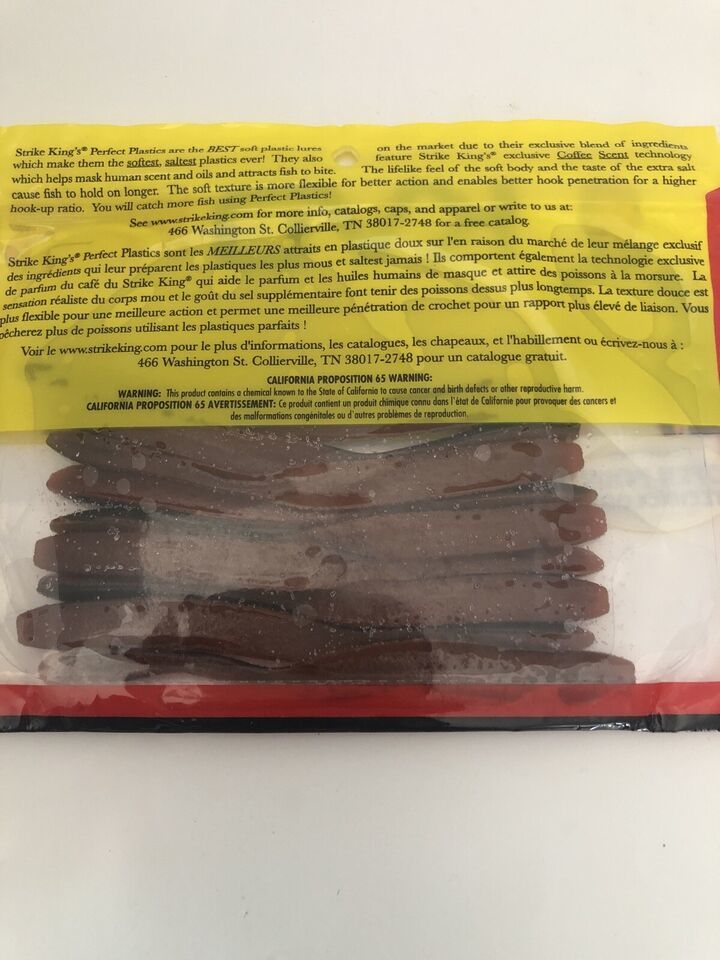 Strike King's® Perfect Plastics are the BEST soft plastic lures on the market due to their exclusive blend of ingredients
which make them the softest, saltest plastics ever! They also feature Strike King's® exclusive Coffee Scent technology
which helps mask human scent and oils and attracts fish to bite. The lifelike feel of the soft body and the taste of the extra salt
cause fish to hold on longer. The soft texture is more flexible for better action and enables better hook penetration for a higher
hook-up ratio. You will catch more fish using Perfect Plastics!
See www.strikeking.com for more info, catalogs, caps, and apparel or write to us at:
466 Washington St. Collierville, TN 38017-2748 for a free catalog.
Strike King's® Perfect Plastics sont les MEILLEURS attraits en plastique doux sur l'en raison du marché de leur mélange exclusif
des ingrédients qui leur préparent les plastiques les plus mous et saltest jamais ! Ils comportent également la technologie exclusive
de parfum du café du Strike King® qui aide le parfum et les huiles humains de masque et attire des poissons à la morsure. La
sensation réaliste du corps mou et le goût du sel supplémentaire font tenir des poissons dessus plus longtemps. La texture douce est
plus flexible pour une meilleure action et permet une meilleure pénétration de crochet pour un rapport plus élevé de liaison. Vous
pêcherez plus de poissons utilisant les plastiques parfaits !
Voir le www.strikeking.com pour le plus d'informations, les catalogues, les chapeaux, et l'habillement ou écrivez-nous à :
466 Washington St. Collierville, TN 38017-2748 pour un catalogue gratuit.
CALIFORNIA PROPOSITION 65 WARNING:
WARNING: This product contains a chemical known to the State of California to cause cancer and birth defects or other reproductive harm.
CALIFORNIA PROPOSITION 65 AVERTISSEMENT: Ce produit contient un produit chimique connu dans l'état de Californie pour provoquer des cancers et
des malformations congénitales ou d'autres problèmes de reproduction.